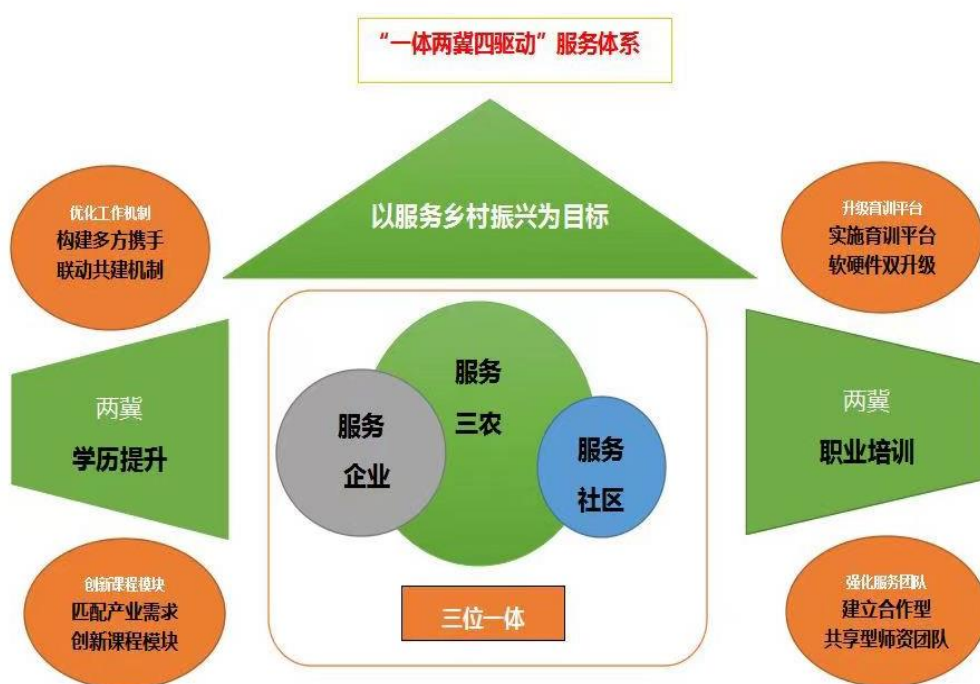 “一体两冀四驱动”服务体系
以服务乡村振兴为目标
优化工作机制
构建多方携手
联动共建机制
升级育训平台
实施育训平台
软硬件双升级
两冀
学历提升
服务
三农
服务
企业
服务
社区
两冀
职业培训
创新课程模块
匹配产业需求
创新课程模块
三位一体
强化服务团队
建立合作型
共享型师资团队